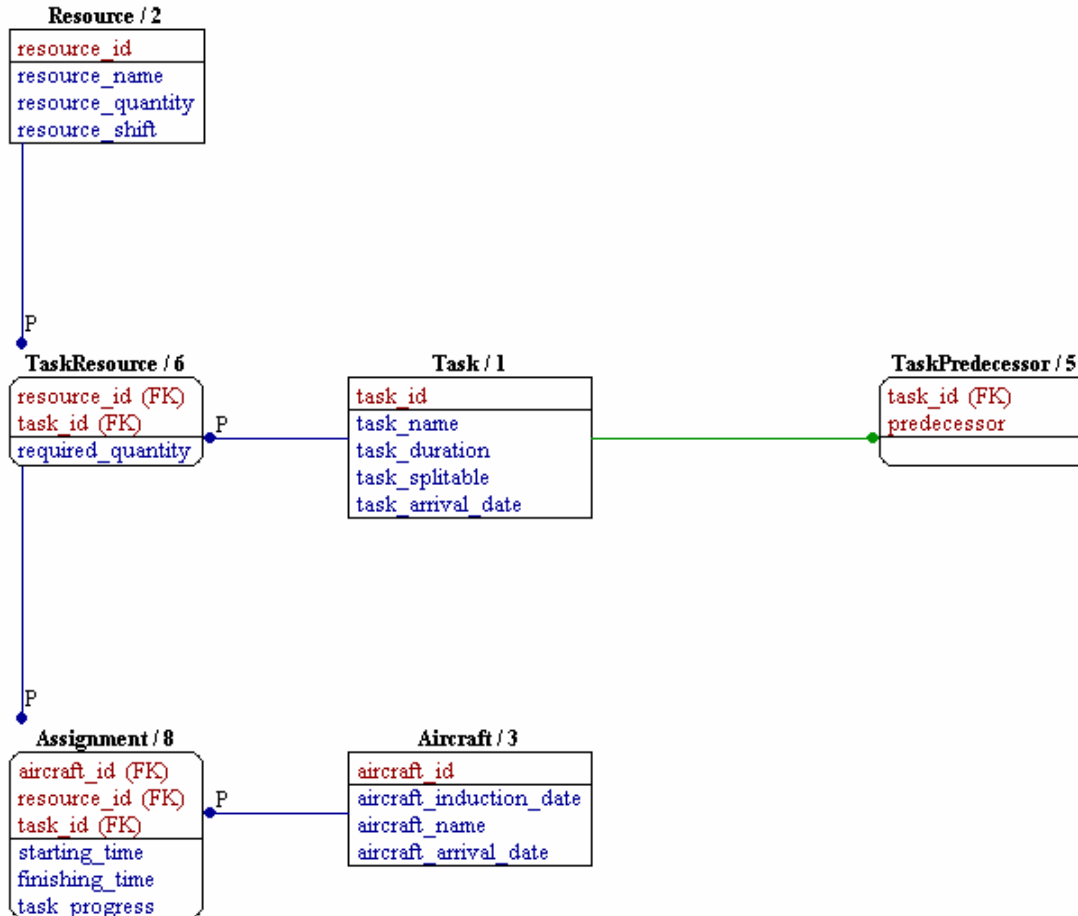 Resource / 2
resource_id
resource_name
resource_quantity
resource_shift
P
TaskResource / 6
resource_id (FK)
task_id (FK)
required_quantity
P
Task / 1
task_id
task_name
task_duration
task_splitable
task_arrival_date
TaskPredecessor / 5
task_id (FK)
predecessor
P
Assignment / 8
aircraft_id (FK)
resource_id (FK)
task_id (FK)
starting_time
finishing_time
task_progress
P
Aircraft / 3
aircraft_id
aircraft_induction_date
aircraft_name
aircraft_arrival_date